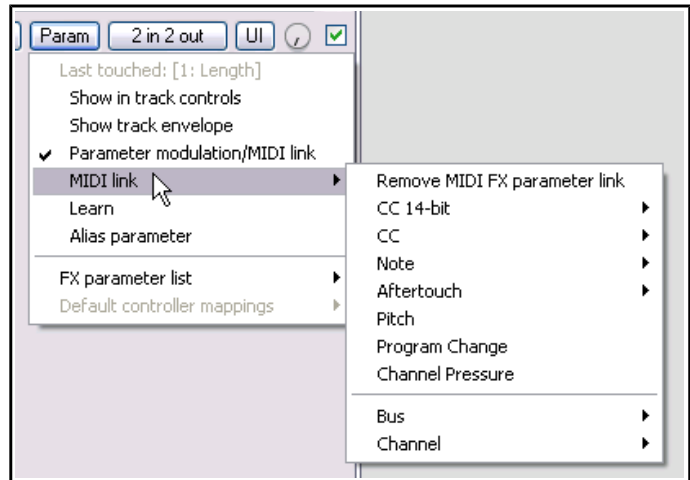 Param 2 in 2 out UI
Last touched: [1: Length]
Show in track controls
Show track envelope
Parameter modulation/MIDI link
MIDI link
Learn
Alias parameter
FX parameter list
Default controller mappings
Remove MIDI FX parameter link
CC 14-bit
CC
Note
Aftertouch
Pitch
Program Change
Channel Pressure
Bus
Channel